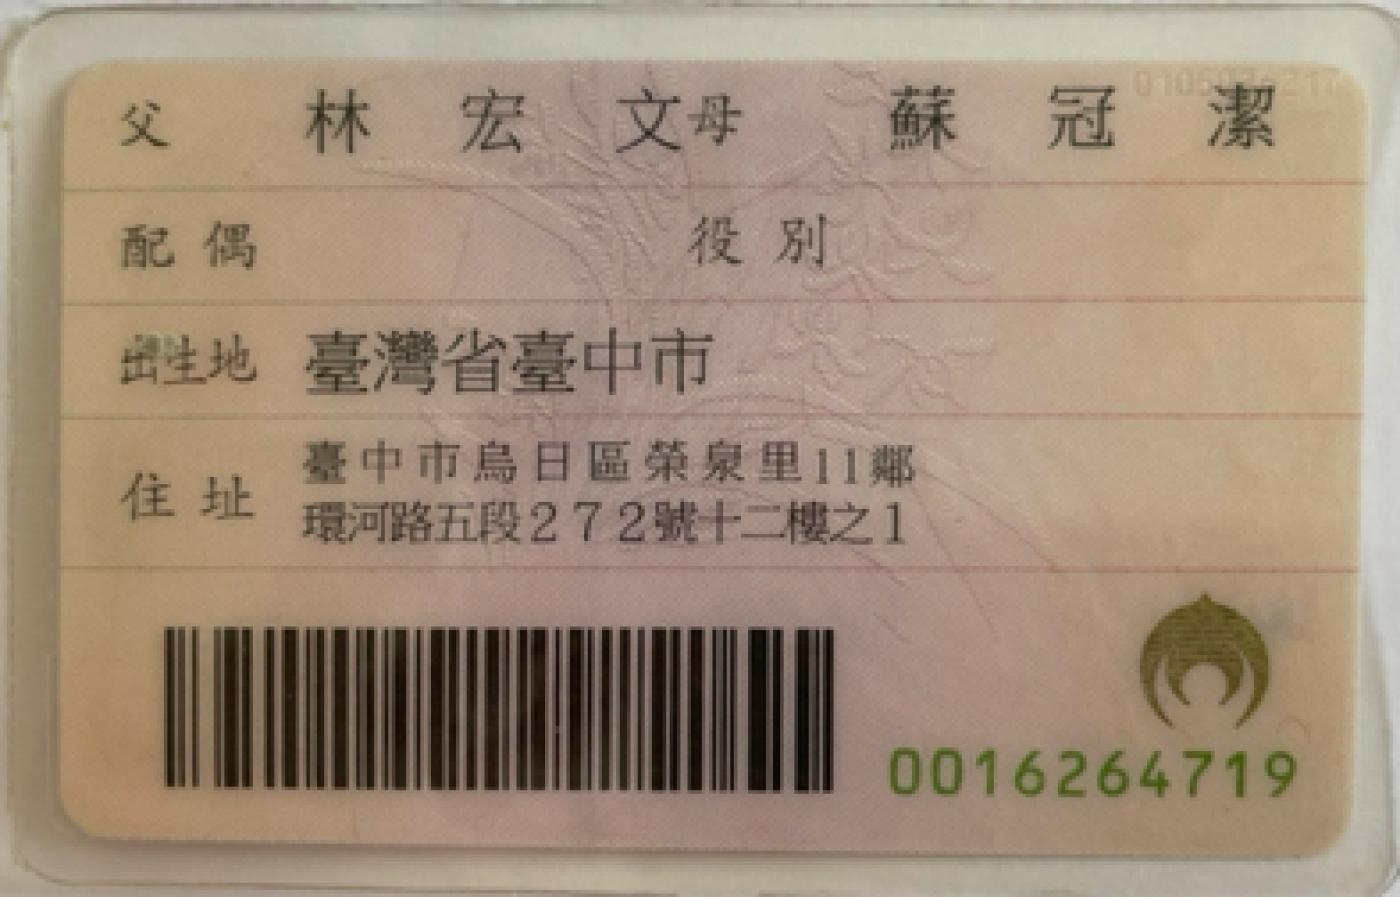 父 林宏文 母 蘇冠潔
配偶 役別
出生地 臺灣省臺中市
住址 臺中市烏日區榮泉里11鄰
環河路五段272號十二樓之1
0016264719